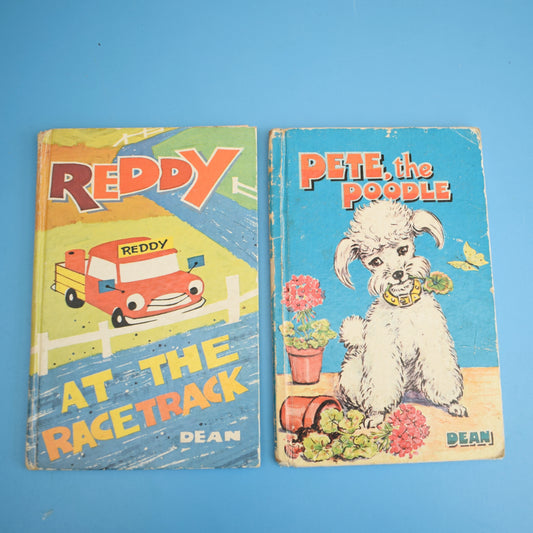 REDDY
REDDY
AT THE
RACETRACK
DEAN
PETE, the
POODLE
DEAN